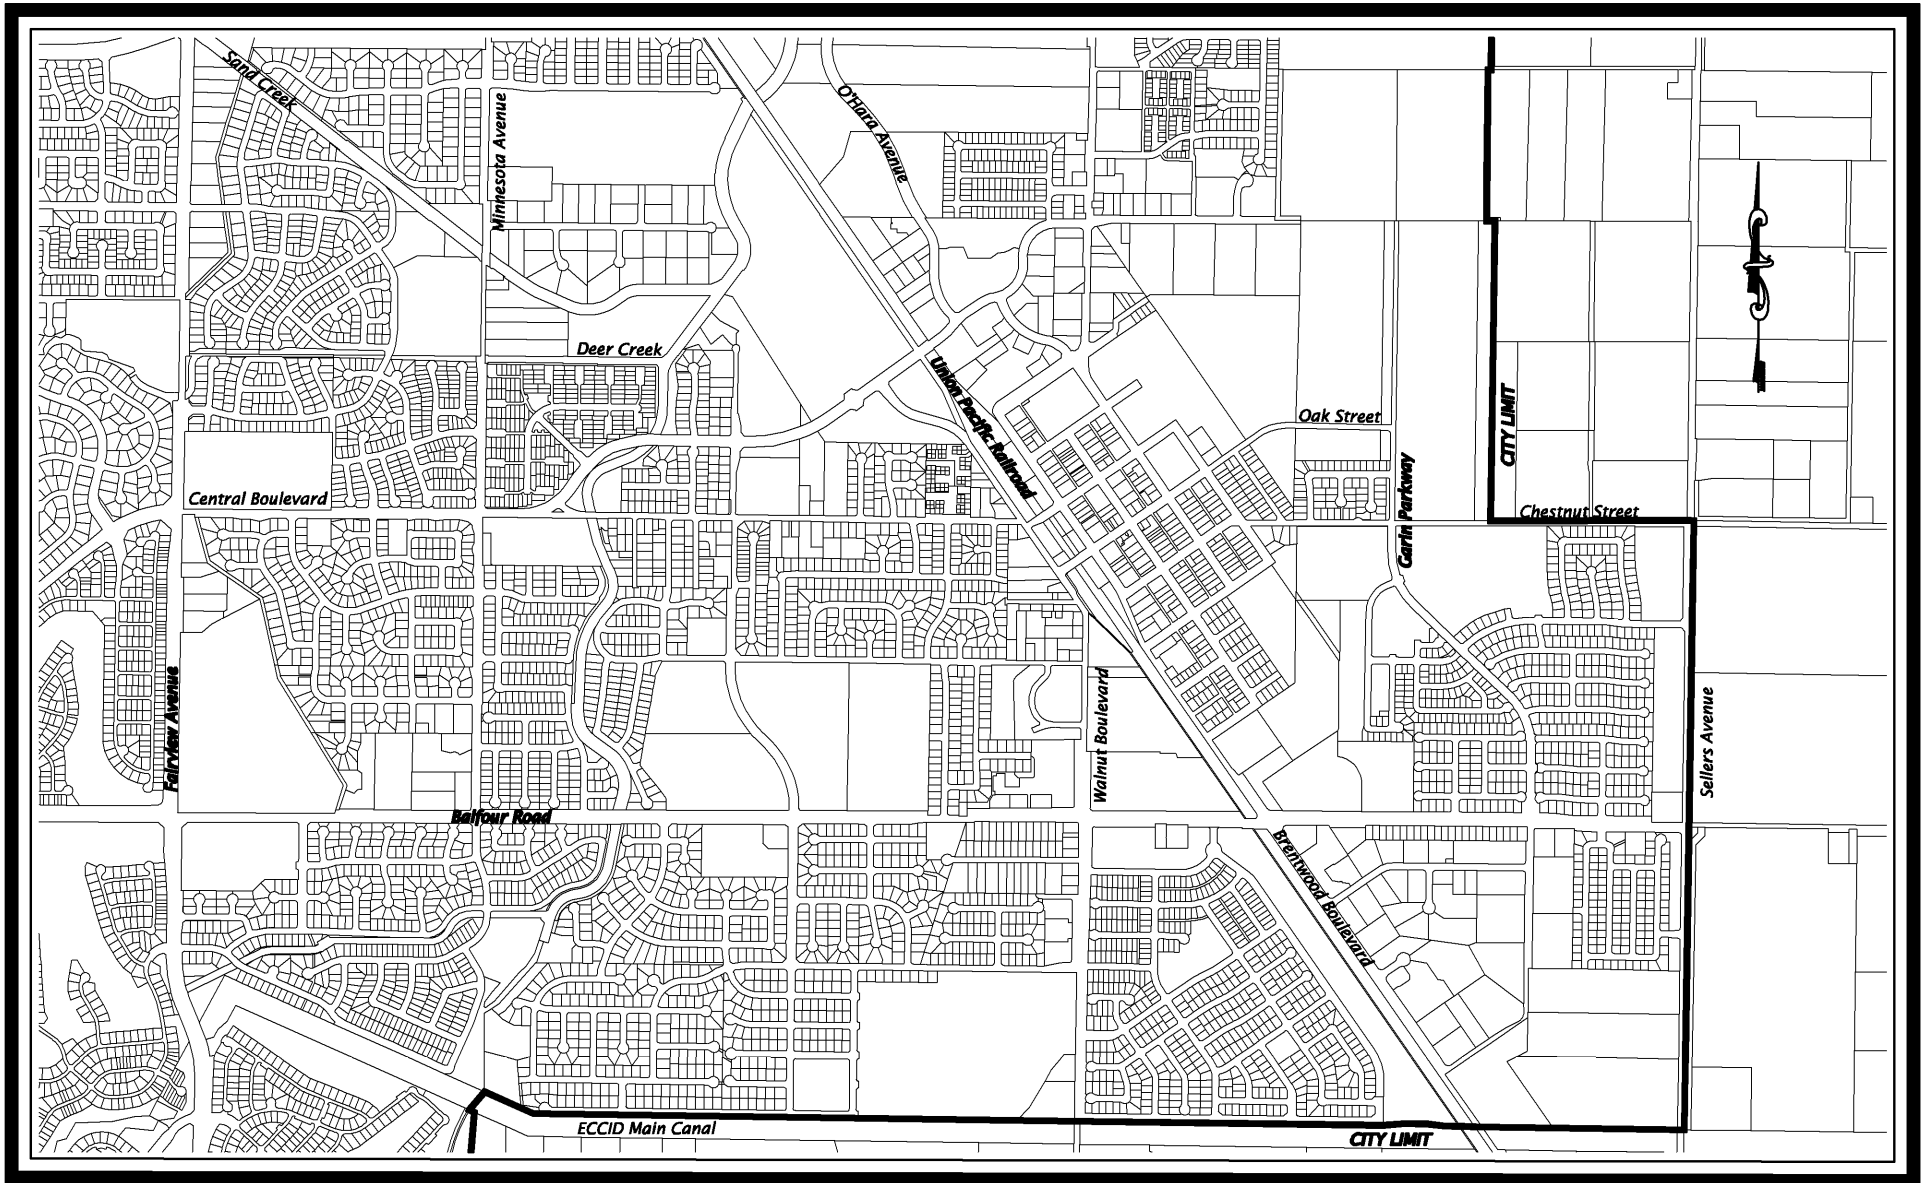 Sand Creek
Minnesota Avenue
O'Hara Avenue
Deer Creek
Union Pacific Railroad
Oak Street
CITY LIMIT
Garin Parkway
Central Boulevard
Chestnut Street
Fairview Avenue
Walnut Boulevard
Sellers Avenue
Balfour Road
Brentwood Boulevard
ECCID Main Canal
CITY LIMIT